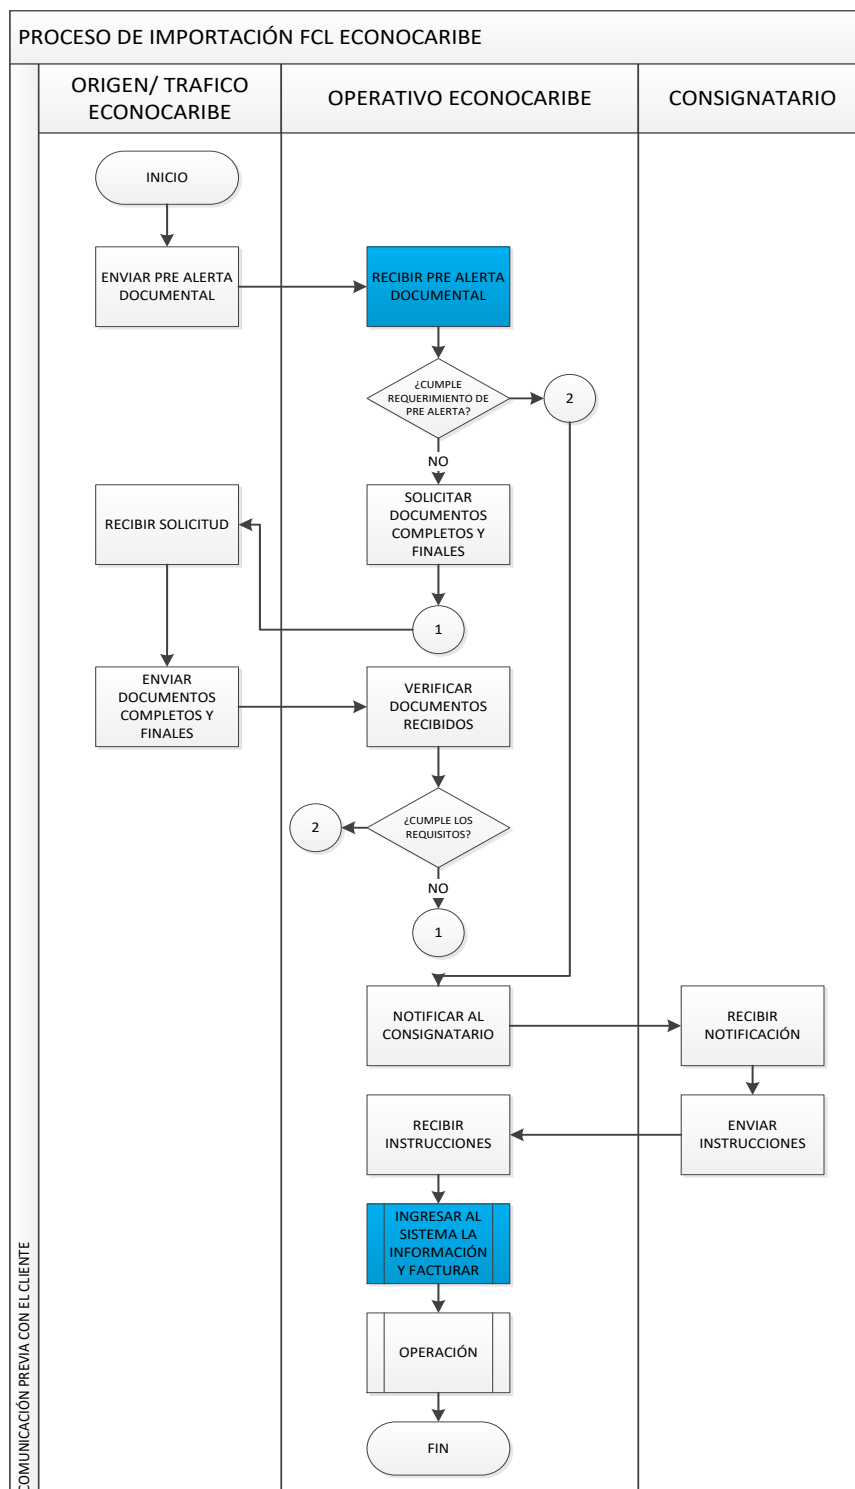 PROCESO DE IMPORTACIÓN FCL ECONOCARIBE
ORIGEN/ TRAFICO
ECONOCARIBE
OPERATIVO ECONOCARIBE
CONSIGNATARIO
INICIO
ENVIAR PRE ALERTA
DOCUMENTAL
RECIBIR PRE ALERTA
DOCUMENTAL
¿CUMPLE
REQUERIMIENTO DE
PRE ALERTA?
2
NO
RECIBIR SOLICITUD
SOLICITAR
DOCUMENTOS
COMPLETOS Y
FINALES
1
ENVIAR
DOCUMENTOS
COMPLETOS Y
FINALES
VERIFICAR
DOCUMENTOS
RECIBIDOS
2
¿CUMPLE LOS
REQUISITOS?
NO
1
NOTIFICAR AL
CONSIGNATARIO
RECIBIR
NOTIFICACIÓN
RECIBIR
INSTRUCCIONES
ENVIAR
INSTRUCCIONES
INGRESAR AL
SISTEMA LA
INFORMACIÓN
Y FACTURAR
OPERACIÓN
FIN
COMUNICACIÓN PREVIA CON EL CLIENTE